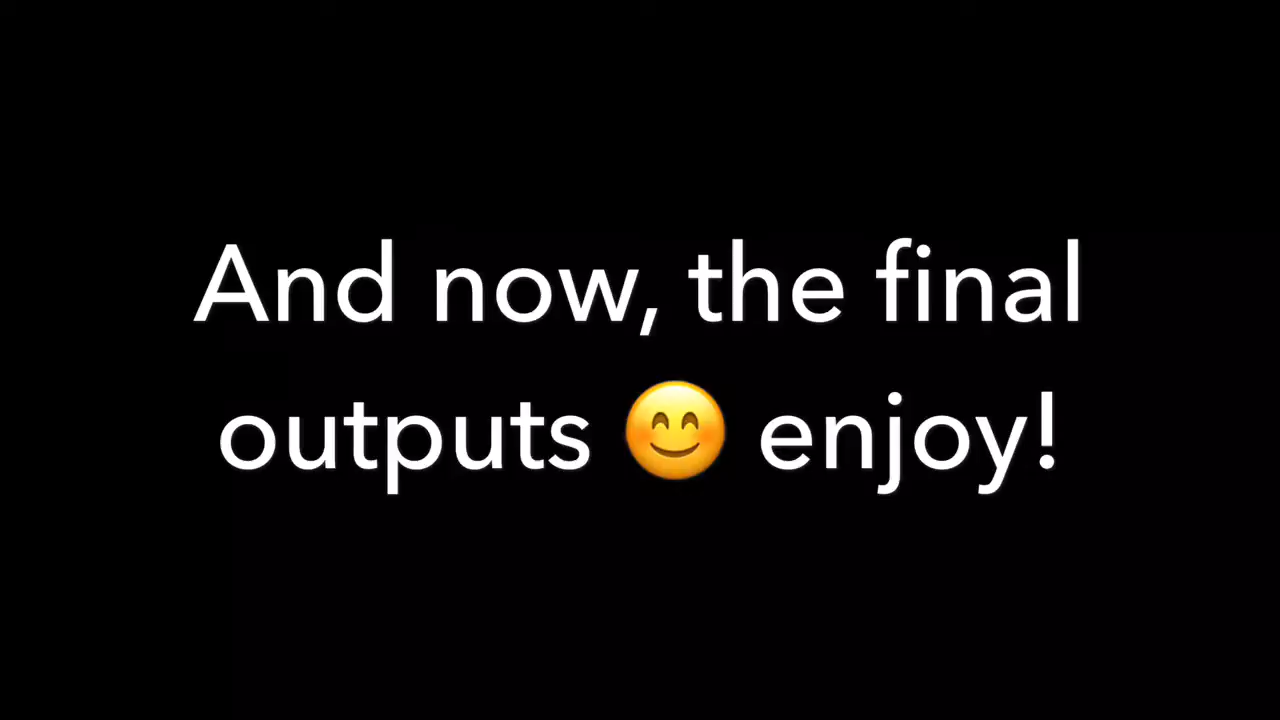 And now, the final
outputs 😊 enjoy!